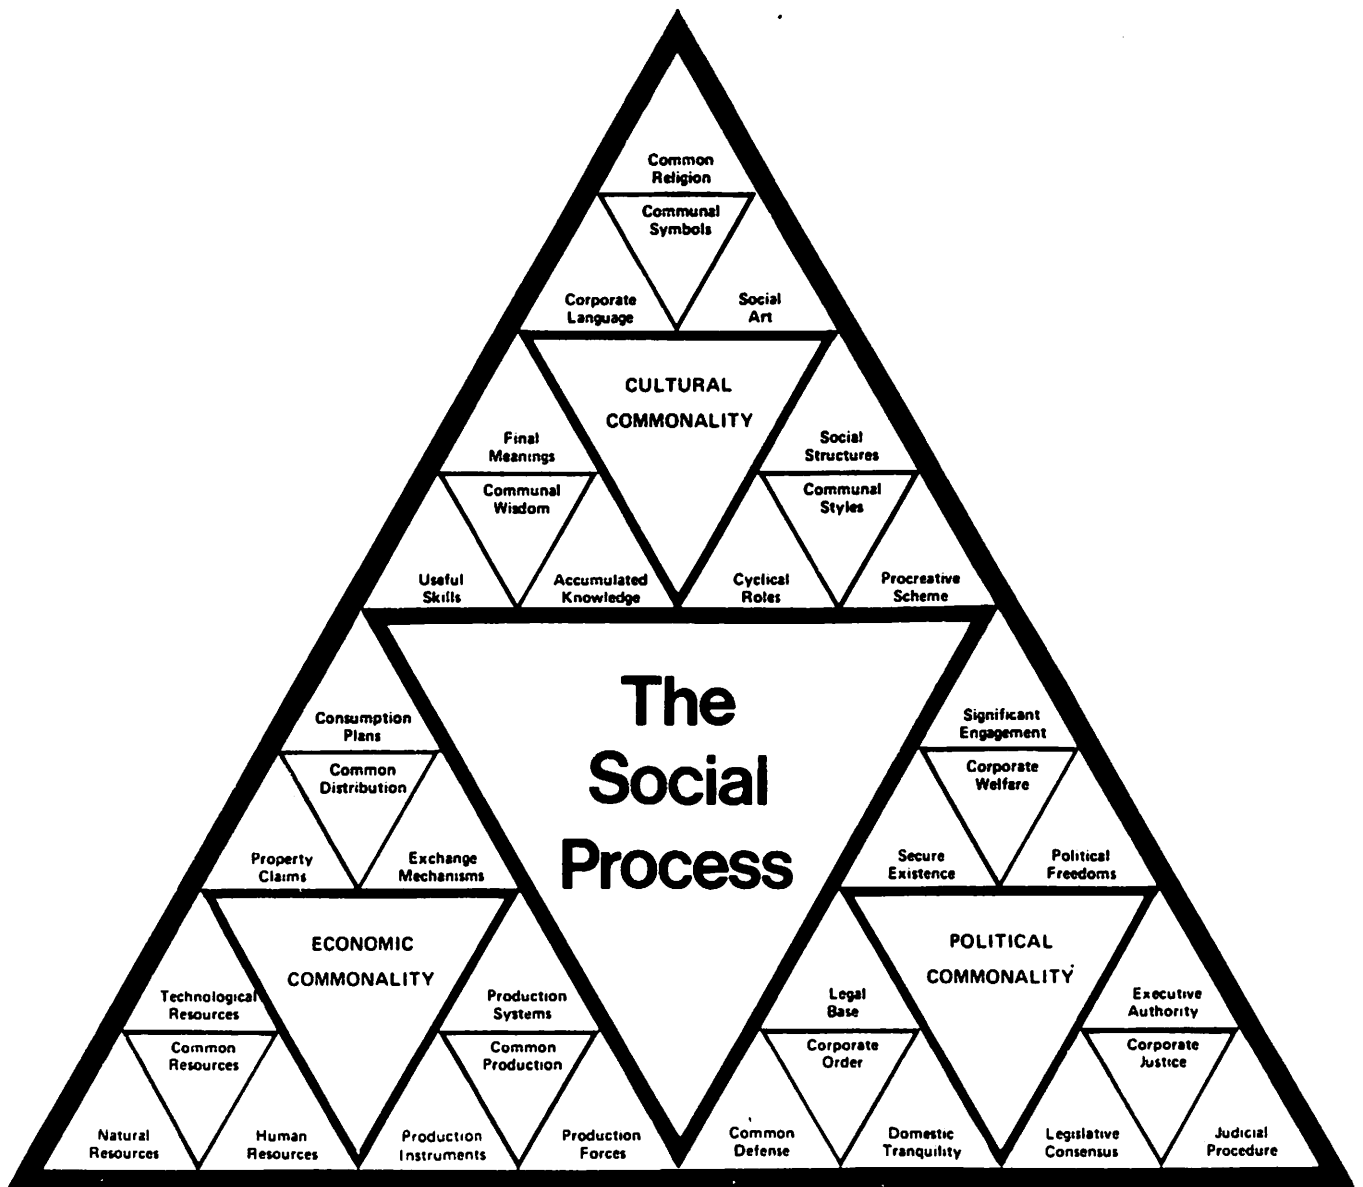 Common
Religion
Communal
Symbols
Corporate
Language
Social
Art
CULTURAL
COMMONALITY
Final
Meanings
Communal
Wisdom
Useful
Skills
Accumulated
Knowledge
Social
Structures
Communal
Styles
Cyclical
Roles
Procreative
Scheme
The
Social
Process
Consumption
Plans
Common
Distribution
Property
Claims
Exchange
Mechanisms
ECONOMIC
COMMONALITY
Technological
Resources
Common
Resources
Natural
Resources
Human
Resources
Production
Systems
Common
Production
Production
Instruments
Production
Forces
Significant
Engagement
Corporate
Welfare
Secure
Existence
Political
Freedoms
POLITICAL
COMMONALITY
Legal
Base
Corporate
Order
Common
Defense
Domestic
Tranquility
Executive
Authority
Corporate
Justice
Legislative
Consensus
Judicial
Procedure